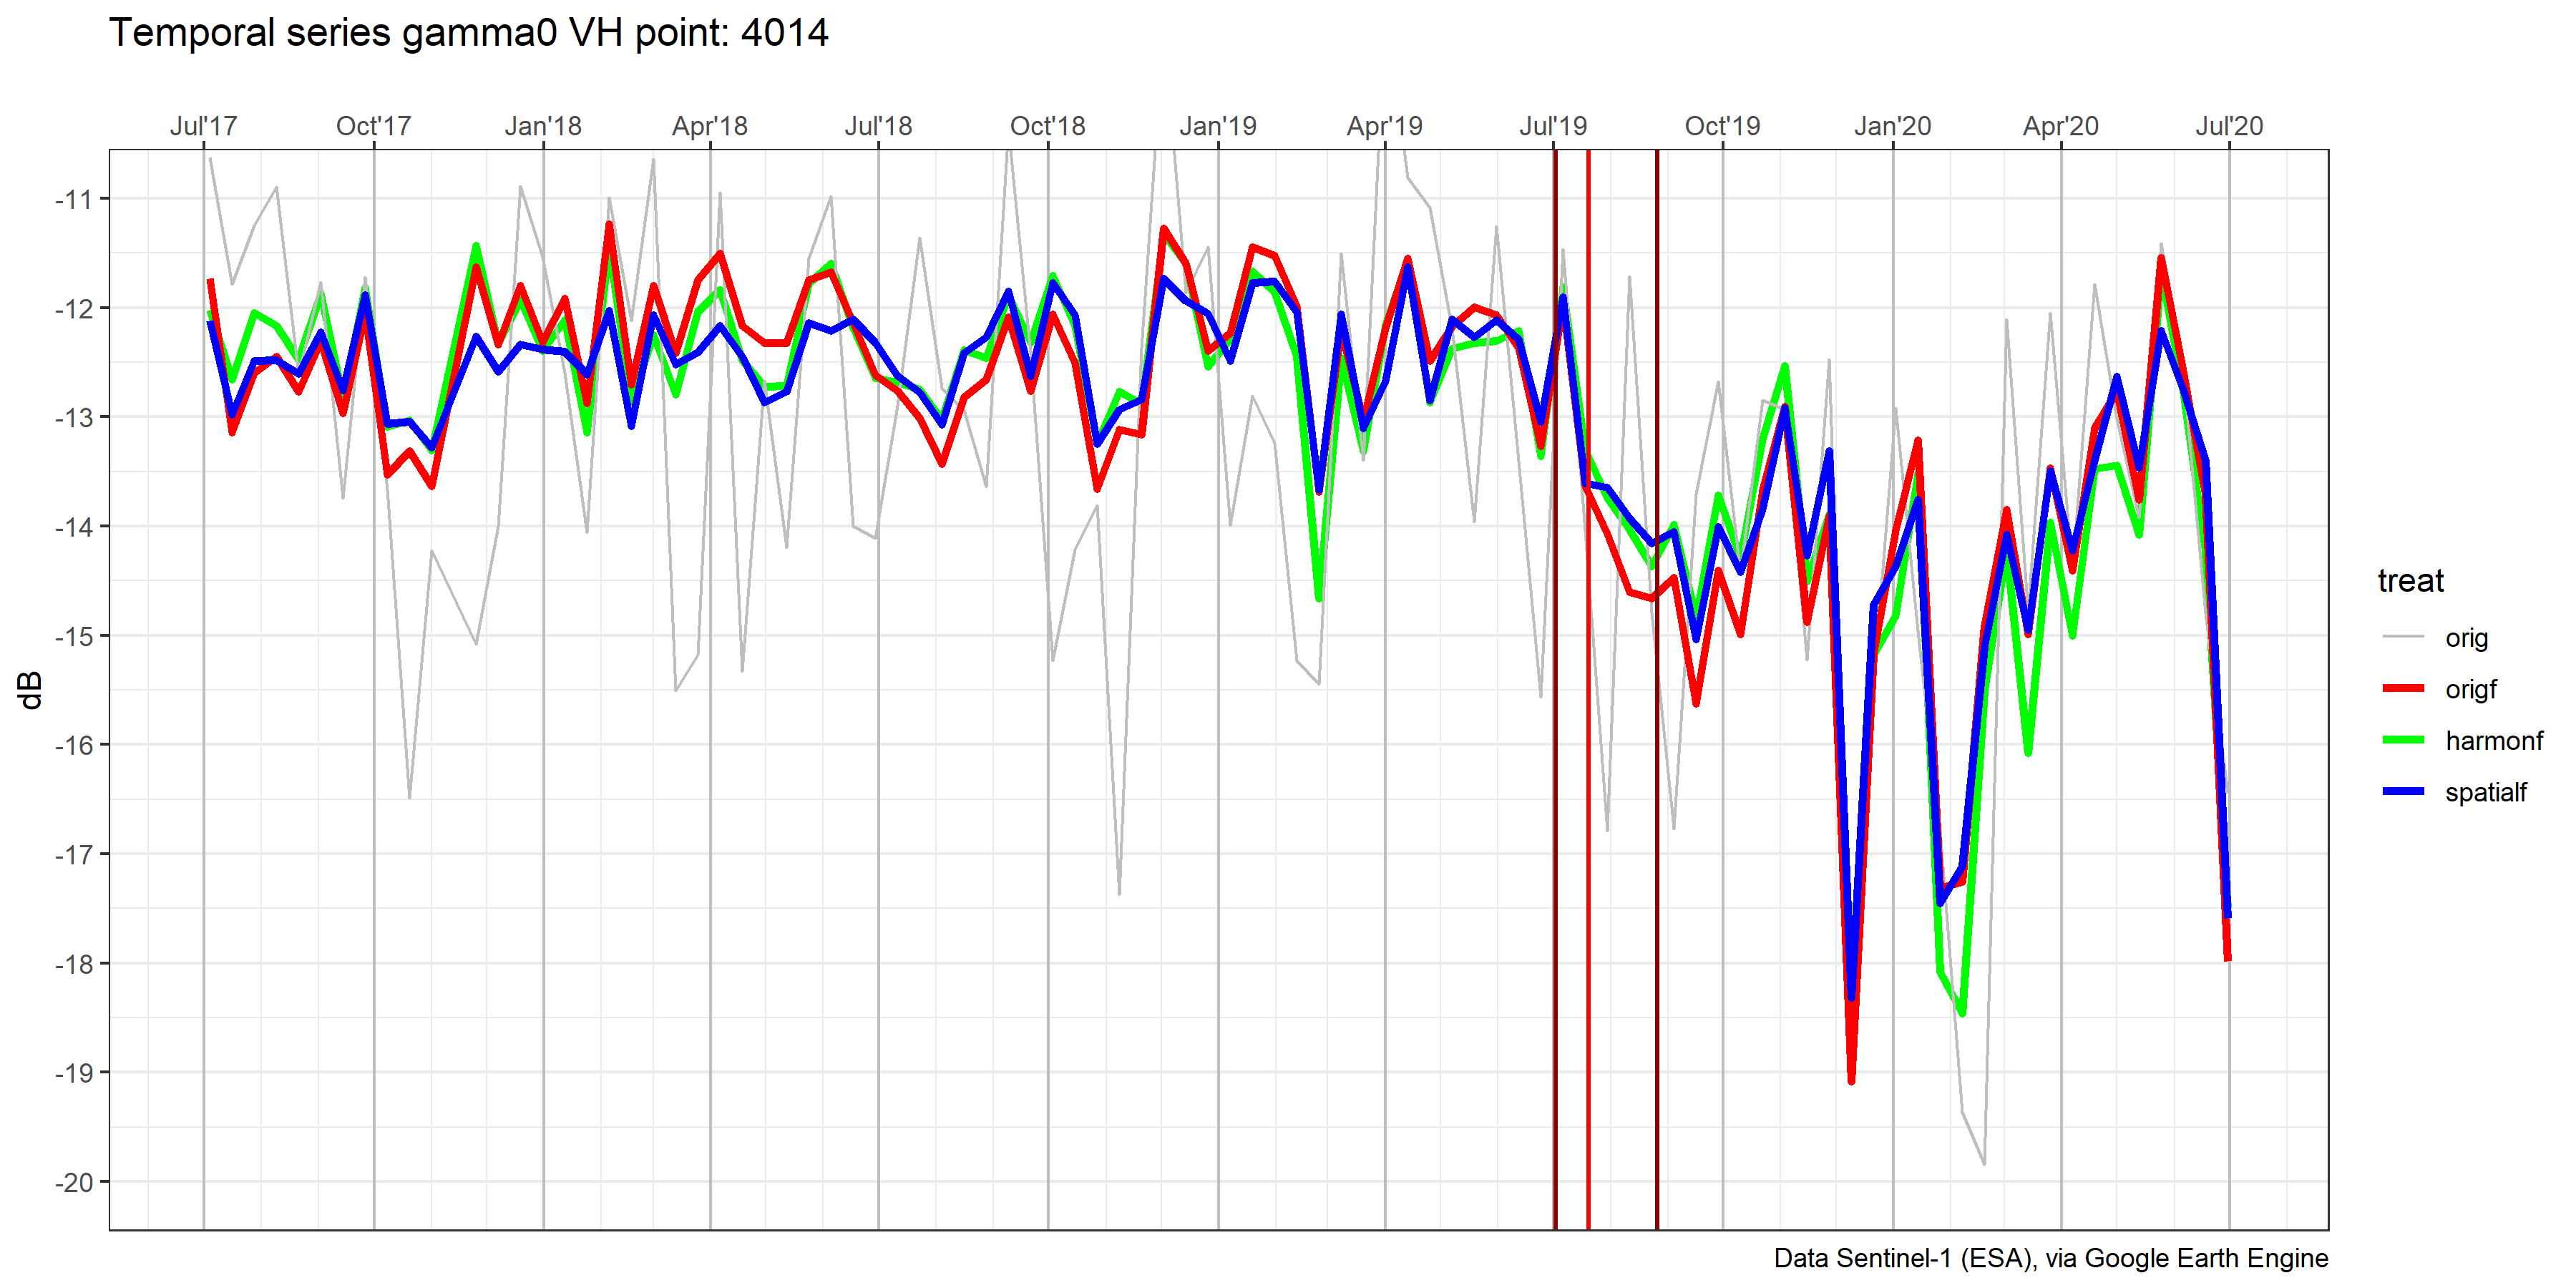 Temporal series gamma0 VH point: 4014
Jul'17 Oct'17 Jan'18 Apr'18 Jul'18 Oct'18 Jan'19 Apr'19 Jul'19 Oct'19 Jan'20 Apr'20 Jul'20
-11
-12
-13
-14
-15
-16
-17
-18
-19
-20
dB
treat
orig
origf
harmonf
spatialf
Data Sentinel-1 (ESA), via Google Earth Engine